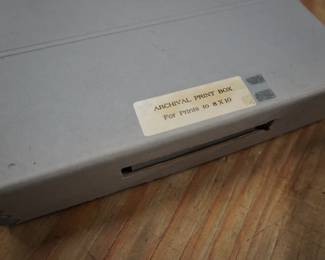 ARCHIVAL PRINT BOX
For Prints to 8 X 10